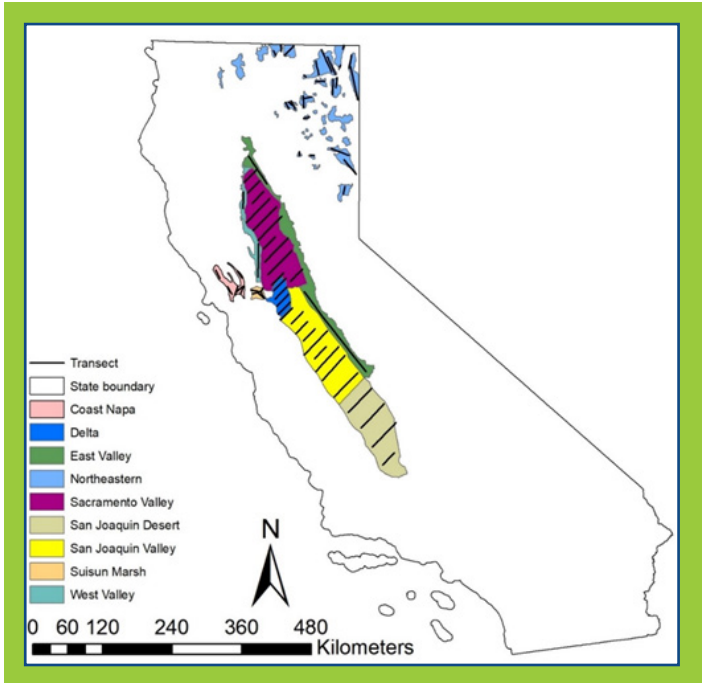 Transect
State boundary
Coast Napa
Delta
East Valley
Northeastern
Sacramento Valley
San Joaquin Desert
San Joaquin Valley
Suisun Marsh
West Valley
N
0 60 120 240 360 480
Kilometers